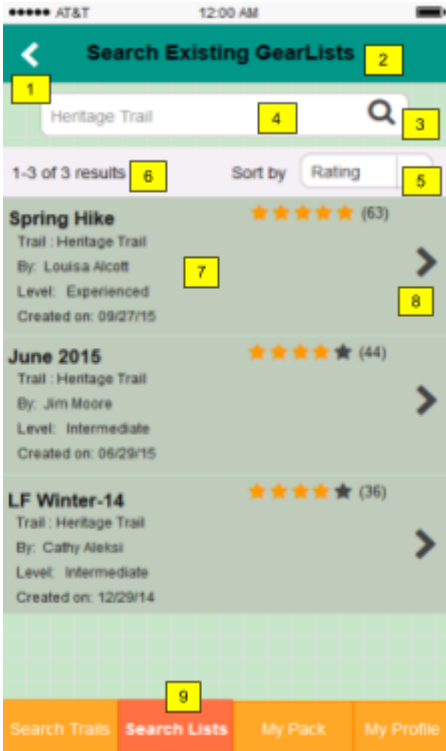 AT&T 12:00 AM
Search Existing GearLists 2
1
Heritage Trail 4 3
1-3 of 3 results 6 Sort by Rating 5
Spring Hike (63)
Trail : Heritage Trail
By: Louisa Alcott 7
Level: Experienced 8
Created on: 09/27/15
June 2015 (44)
Trail : Heritage Trail
By: Jim Moore
Level: Intermediate
Created on: 06/29/15
LF Winter-14 (36)
Trail : Heritage Trail
By: Cathy Aleksi
Level: Intermediate
Created on: 12/29/14
9
Search Trails Search Lists My Pack My Profile